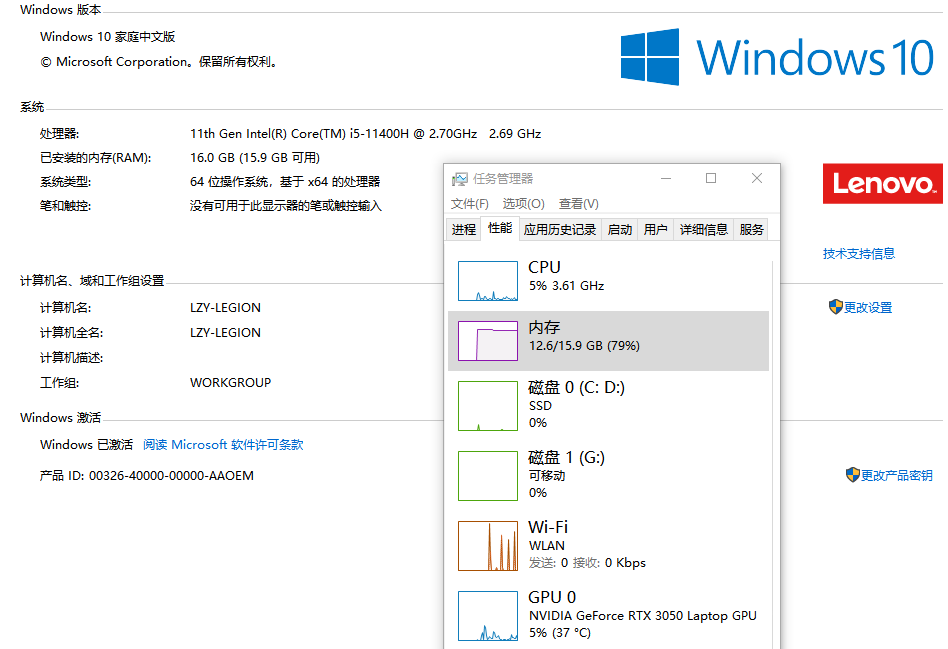 Windows 版本
Windows 10 家庭中文版
© Microsoft Corporation。保留所有权利。
Windows 10
系统
处理器: 11th Gen Intel(R) Core(TM) i5-11400H @ 2.70GHz 2.69 GHz
已安装的内存(RAM): 16.0 GB (15.9 GB 可用)
系统类型: 64 位操作系统，基于 x64 的处理器
笔和触控: 没有可用于此显示器的笔或触控输入
Lenovo
技术支持信息
计算机名、域和工作组设置
计算机名: LZY-LEGION
更改设置
计算机全名: LZY-LEGION
计算机描述:
工作组: WORKGROUP
Windows 激活
Windows 已激活 阅读 Microsoft 软件许可条款
产品 ID: 00326-40000-00000-AAOEM
更改产品密钥
任务管理器
文件(F) 选项(O) 查看(V)
进程 性能 应用历史记录 启动 用户 详细信息 服务
CPU
5% 3.61 GHz
内存
12.6/15.9 GB (79%)
磁盘 0 (C: D:)
SSD
0%
磁盘 1 (G:)
可移动
0%
Wi-Fi
WLAN
发送: 0 接收: 0 Kbps
GPU 0
NVIDIA GeForce RTX 3050 Laptop GPU
5% (37 °C)